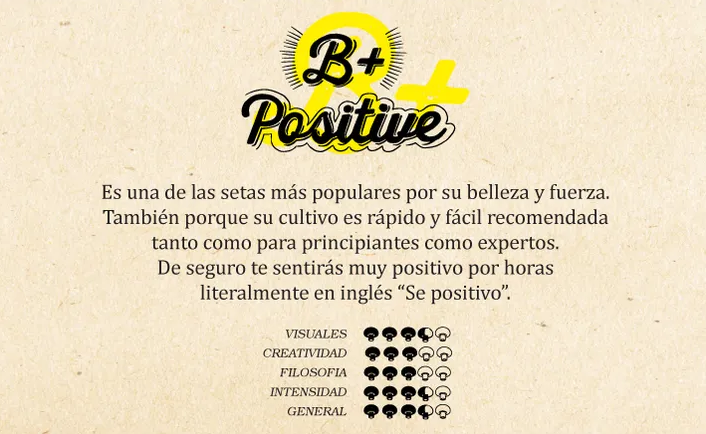 B+
Positive
Es una de las setas más populares por su belleza y fuerza.
También porque su cultivo es rápido y fácil recomendada
tanto como para principiantes como expertos.
De seguro te sentirás muy positivo por horas
literalmente en inglés “Se positivo”.
VISUALES
CREATIVIDAD
FILOSOFIA
INTENSIDAD
GENERAL